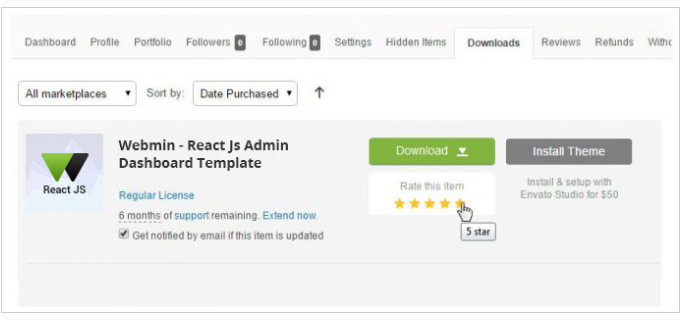 Dashboard Profile Portfolio Followers 0 Following 0 Settings Hidden Items Downloads Reviews Refunds
All marketplaces Sort by: Date Purchased
Webmin - React Js Admin
Dashboard Template
React JS
Regular License
6 months of support remaining. Extend now.
Get notified by email if this item is updated
Download
Rate this item
5 star
Install Theme
Install & setup with
Envato Studio for $50